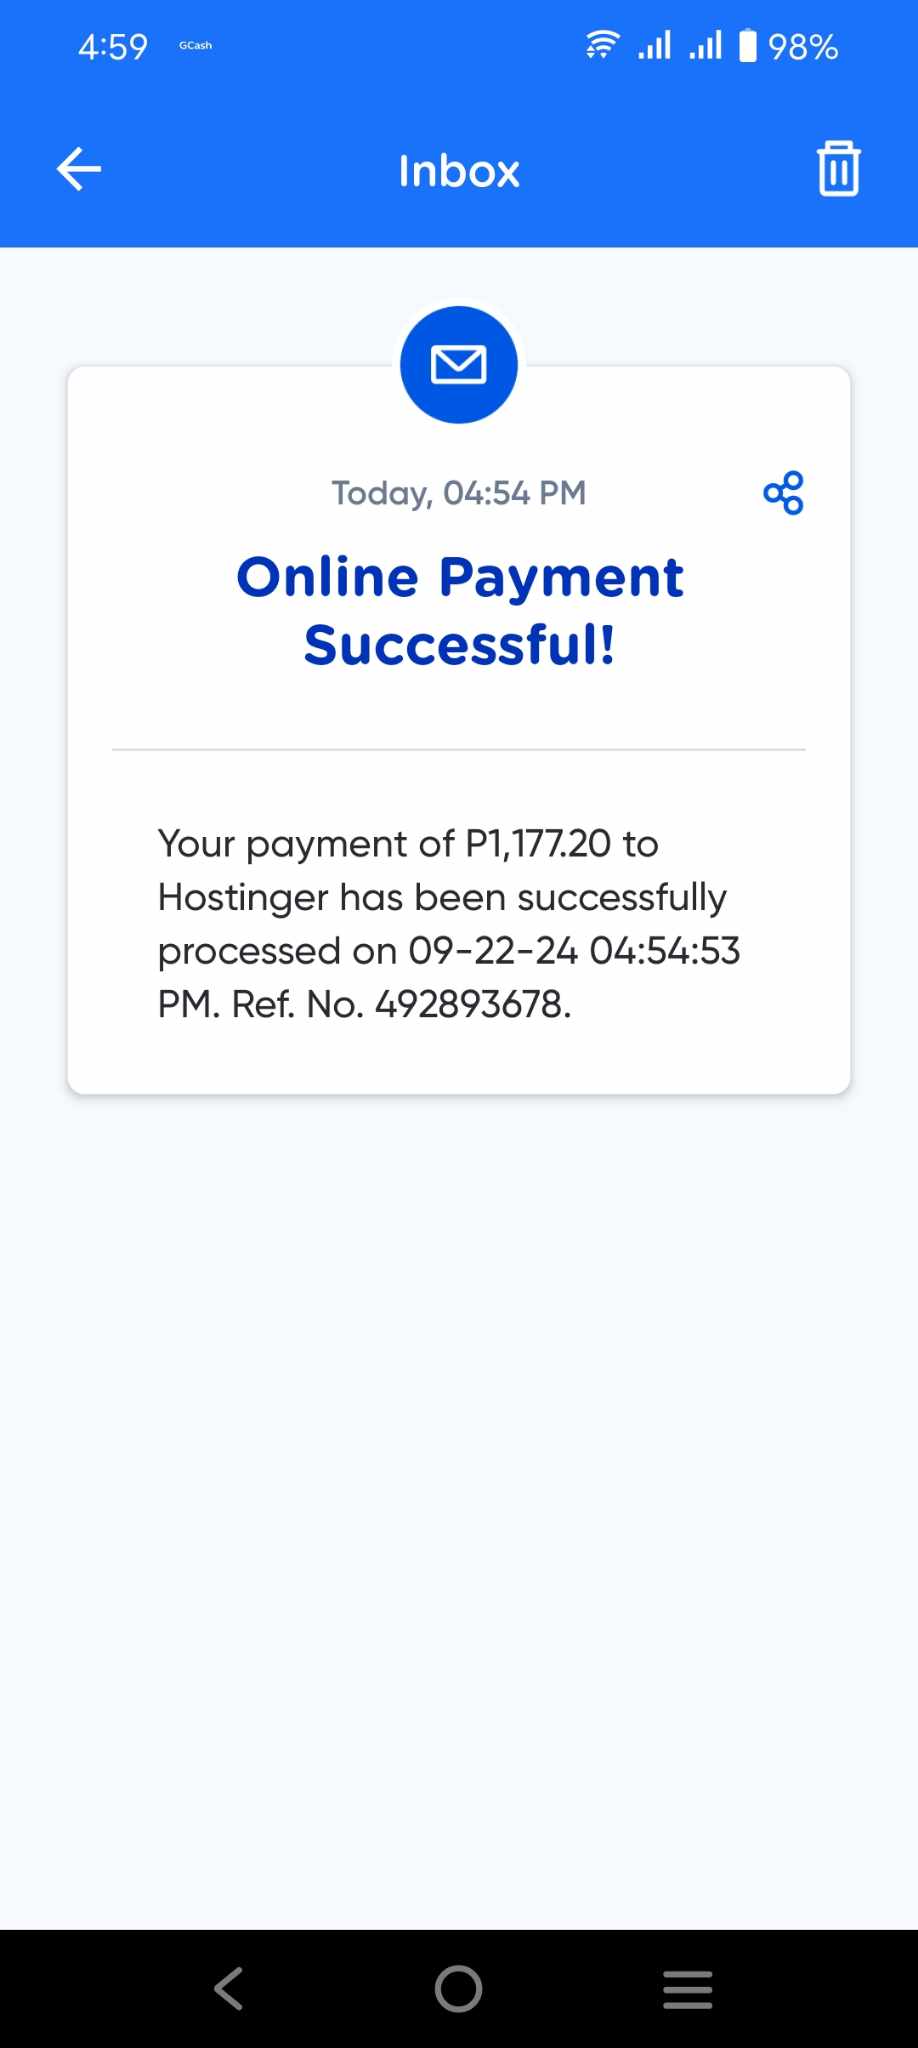 4:59 GCash 98%
Inbox
Today, 04:54 PM
Online Payment
Successful!
Your payment of P1,177.20 to
Hostinger has been successfully
processed on 09-22-24 04:54:53
PM. Ref. No. 492893678.